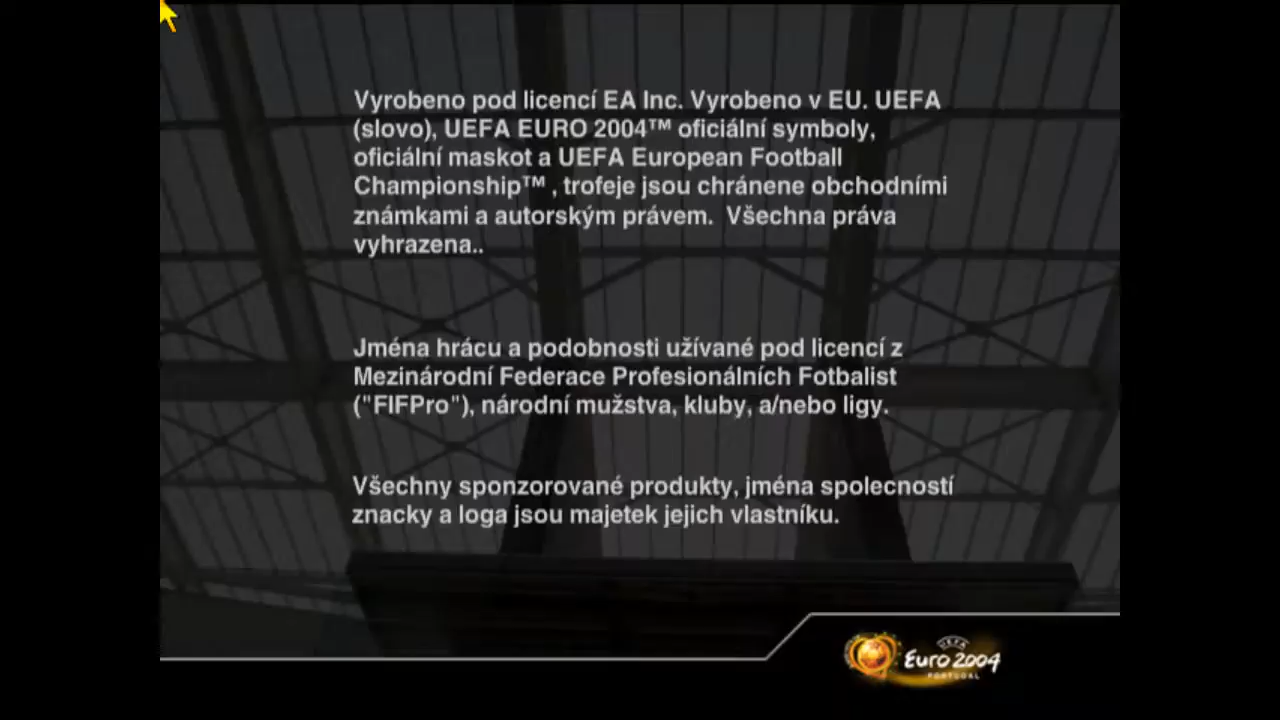 Vyrobeno pod licencí EA Inc. Vyrobeno v EU. UEFA
(slovo), UEFA EURO 2004™ oficiální symboly,
oficiální maskot a UEFA European Football
Championship™ , trofeje jsou chránene obchodními
známkami a autorským právem.  Všechna práva
vyhrazena..
Jména hrácu a podobnosti užívané pod licencí z
Mezinárodní Federace Profesionálních Fotbalist
("FIFPro"), národní mužstva, kluby, a/nebo ligy.
Všechny sponzorované produkty, jména spolecností
znacky a loga jsou majetek jejich vlastníku.
UEFA
Euro 2004
PORTUGAL